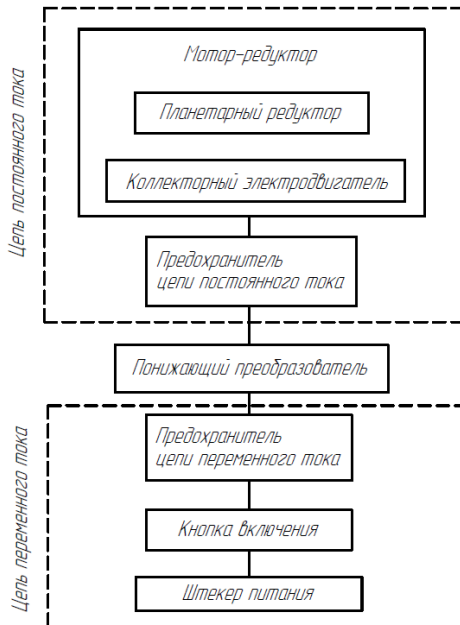 Цепь постоянного тока
Мотор-редуктор
Планетарный редуктор
Коллекторный электродвигатель
Предохранитель
цепи постоянного тока
Понижающий преобразователь
Цепь переменного тока
Предохранитель
цепи переменного тока
Кнопка включения
Штекер питания